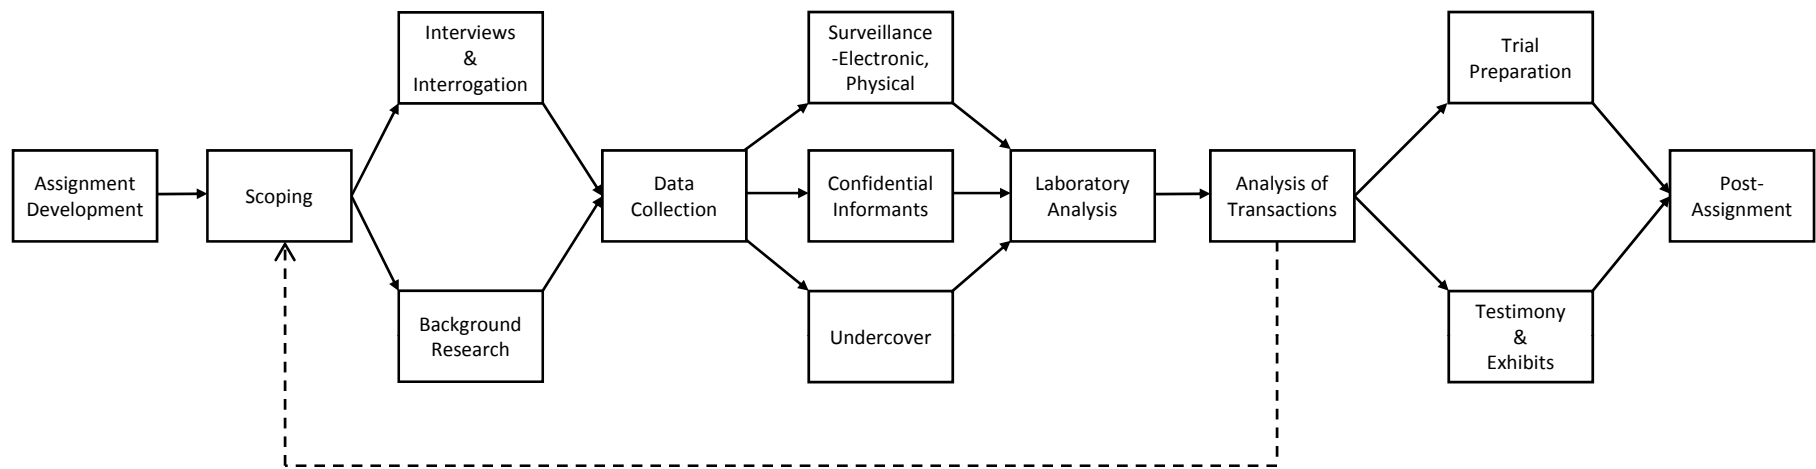 Assignment
Development
Scoping
Interviews
&
Interrogation
Background
Research
Data
Collection
Surveillance
-Electronic,
Physical
Confidential
Informants
Undercover
Laboratory
Analysis
Analysis of
Transactions
Trial
Preparation
Testimony
&
Exhibits
Post-
Assignment